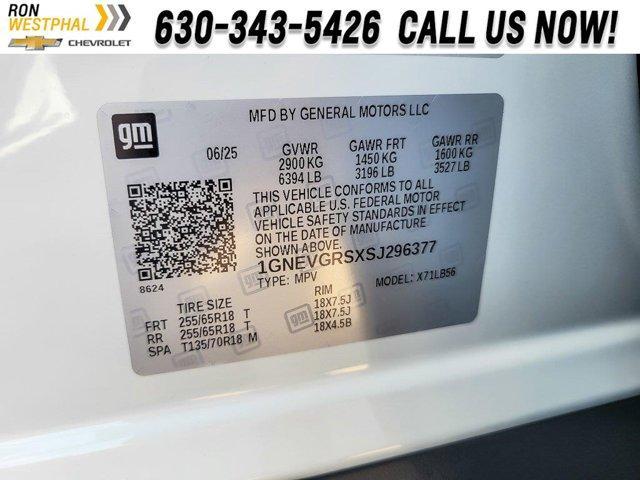 RON
WESTPHAL
CHEVROLET
630-343-5426 CALL US NOW!
gm
MFD BY GENERAL MOTORS LLC
06/25 GVWR GAWR FRT GAWR RR
2900 KG 1450 KG 1600 KG
6394 LB 3196 LB 3527 LB
THIS VEHICLE CONFORMS TO ALL
APPLICABLE U.S. FEDERAL MOTOR
VEHICLE SAFETY STANDARDS IN EFFECT
ON THE DATE OF MANUFACTURE
SHOWN ABOVE.
1GNEVGRSXSJ296377
TYPE: MPV MODEL: X71LB56
8624
TIRE SIZE RIM
FRT 255/65R18 T 18X7.5J
RR 255/65R18 T 18X7.5J
SPA T135/70R18 M 18X4.5B